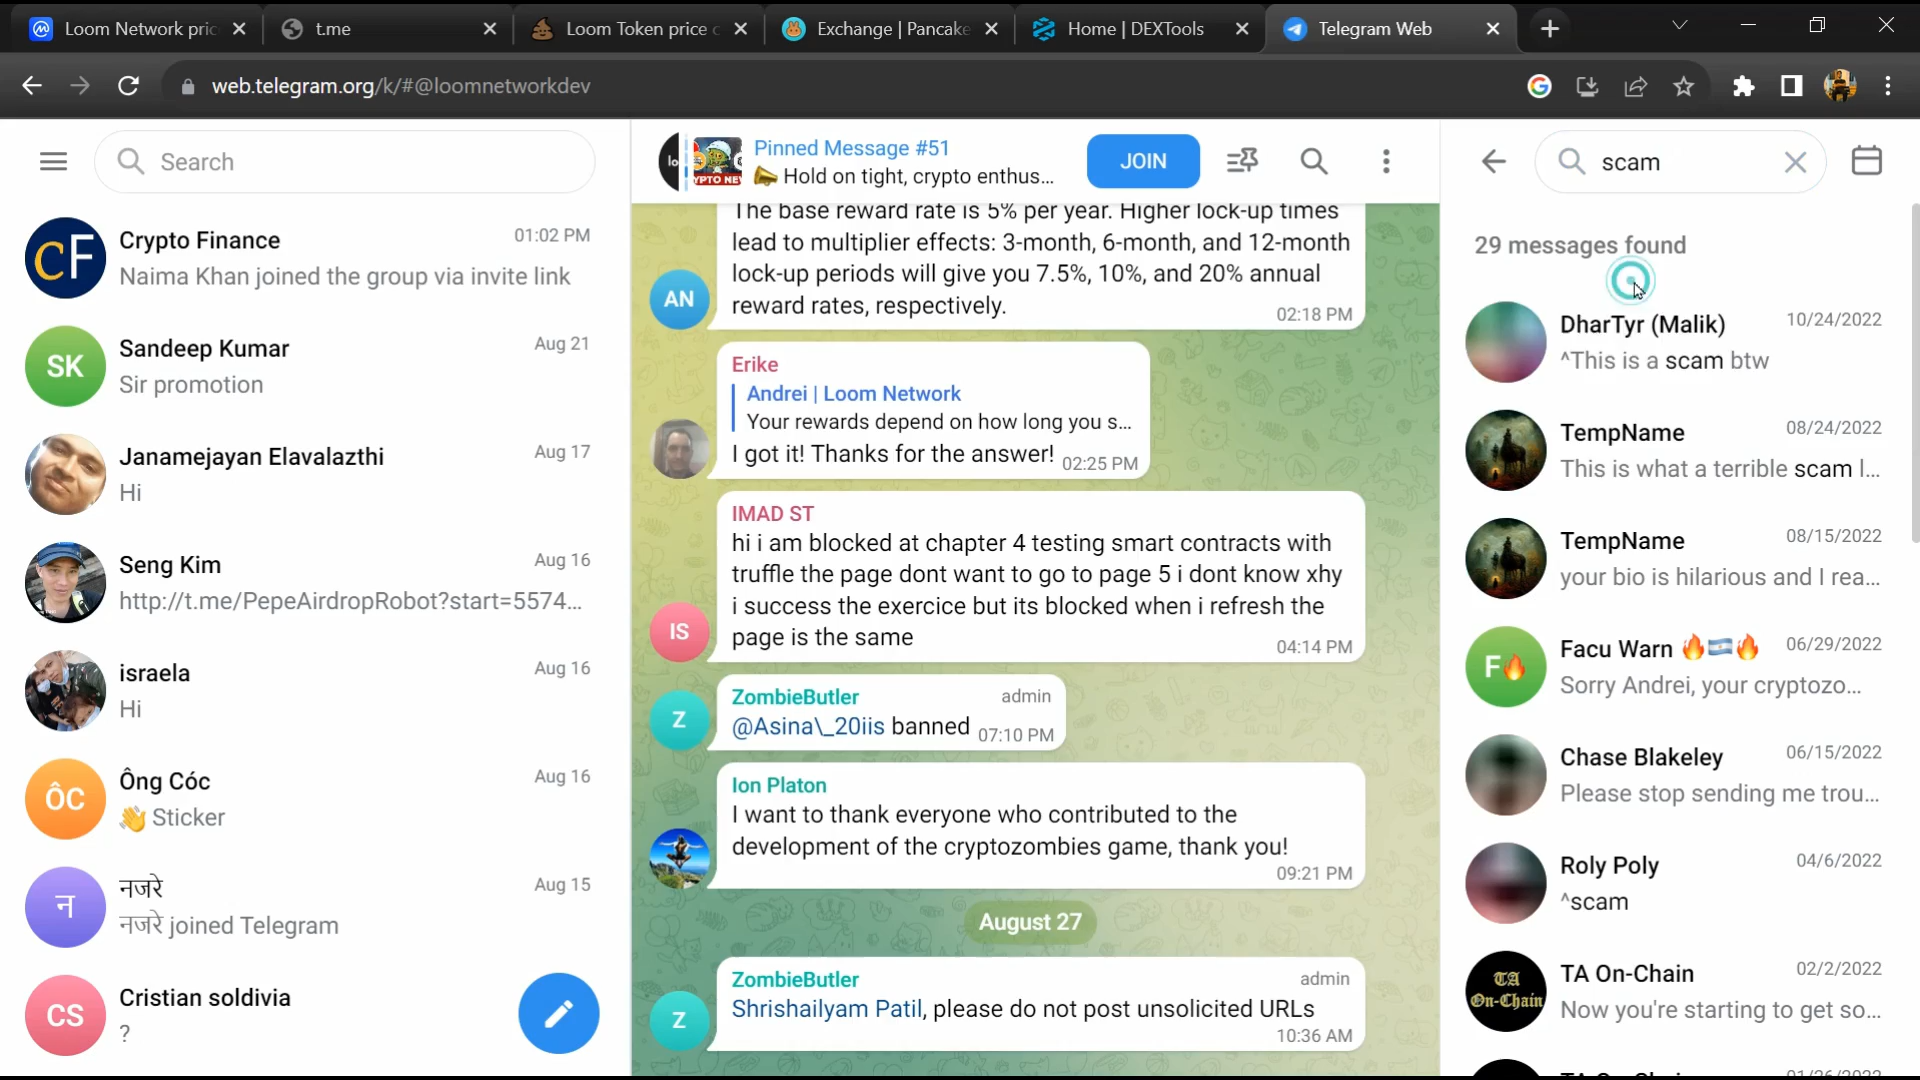 Loom Network pric
t.me
Loom Token price c
Exchange | Pancake
Home | DEXTools
Telegram Web
web.telegram.org/k/#@loomnetworkdev
Search
Crypto Finance 01:02 PM
Naima Khan joined the group via invite link
SK
Sandeep Kumar Aug 21
Sir promotion
Janamejayan Elavalazthi Aug 17
Hi
Seng Kim Aug 16
http://t.me/PepeAirdropRobot?start=5574...
israela Aug 16
Hi
ÔC
Ông Cóc Aug 16
👋 Sticker
न
नजरे Aug 15
नजरे joined Telegram
CS
Cristian soldivia
?
Pinned Message #51
📣 Hold on tight, crypto enthus...
JOIN
The base reward rate is 5% per year. Higher lock-up times
lead to multiplier effects: 3-month, 6-month, and 12-month
lock-up periods will give you 7.5%, 10%, and 20% annual
reward rates, respectively. 02:18 PM
AN
Erike
Andrei | Loom Network
Your rewards depend on how long you s...
I got it! Thanks for the answer! 02:25 PM
IMAD ST
hi i am blocked at chapter 4 testing smart contracts with
truffle the page dont want to go to page 5 i dont know xhy
i success the exercice but its blocked when i refresh the
page is the same 04:14 PM
IS
ZombieButler admin
@Asina\_20iis banned 07:10 PM
Z
Ion Platon
I want to thank everyone who contributed to the
development of the cryptozombies game, thank you!
09:21 PM
August 27
ZombieButler admin
Shrishailyam Patil, please do not post unsolicited URLs
10:36 AM
Z
scam
29 messages found
DharTyr (Malik) 10/24/2022
^This is a scam btw
TempName 08/24/2022
This is what a terrible scam l...
TempName 08/15/2022
your bio is hilarious and I rea...
F🔥
Facu Warn 🔥🇦🇷🔥 06/29/2022
Sorry Andrei, your cryptozo...
Chase Blakeley 06/15/2022
Please stop sending me trou...
Roly Poly 04/6/2022
^scam
TA On-Chain
TA On-Chain 02/2/2022
Now you're starting to get so...